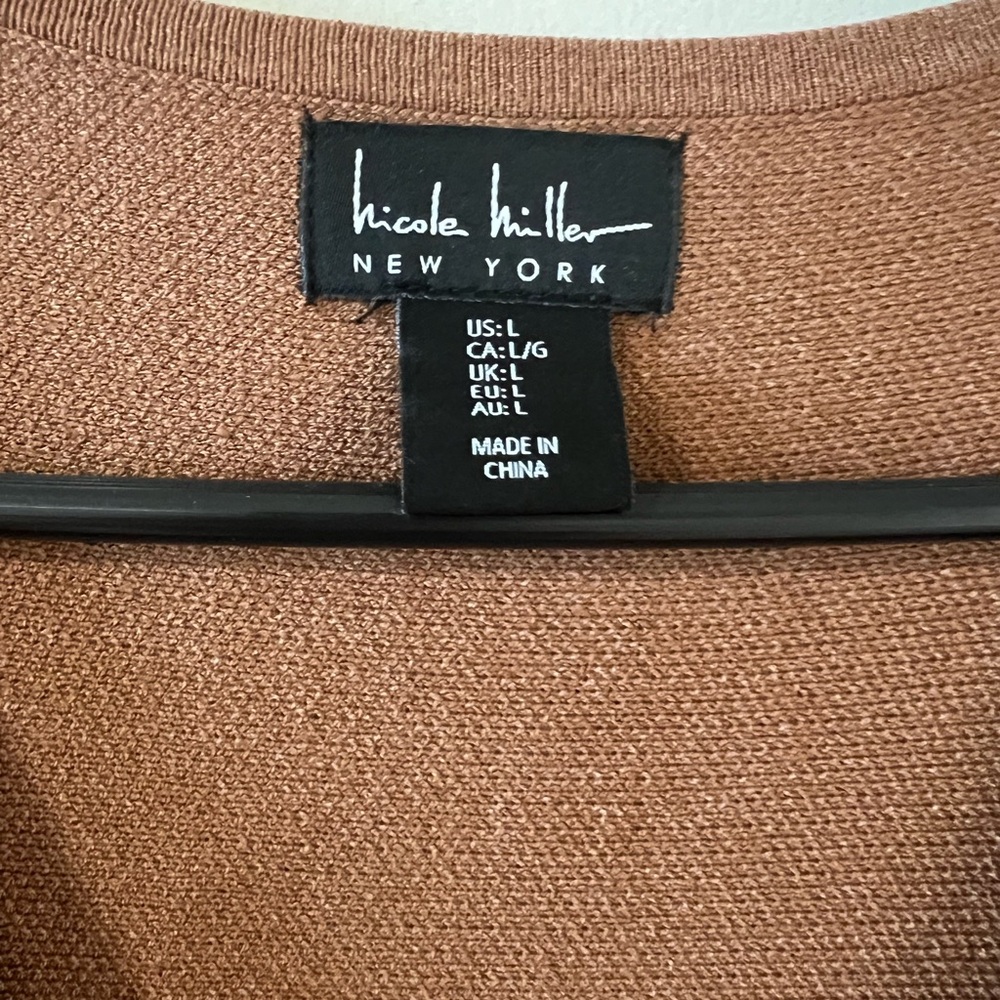 nicole miller
NEW YORK
US: L
CA: L/G
UK: L
EU: L
AU: L
MADE IN
CHINA